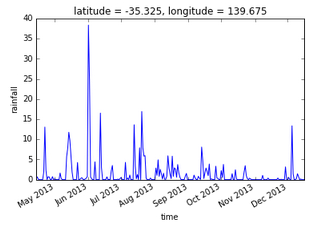 latitude = -35.325, longitude = 139.675
40
35
30
25
20
15
10
5
0
rainfall
May 2013
Jun 2013
Jul 2013
Aug 2013
Sep 2013
Oct 2013
Nov 2013
Dec 2013
time